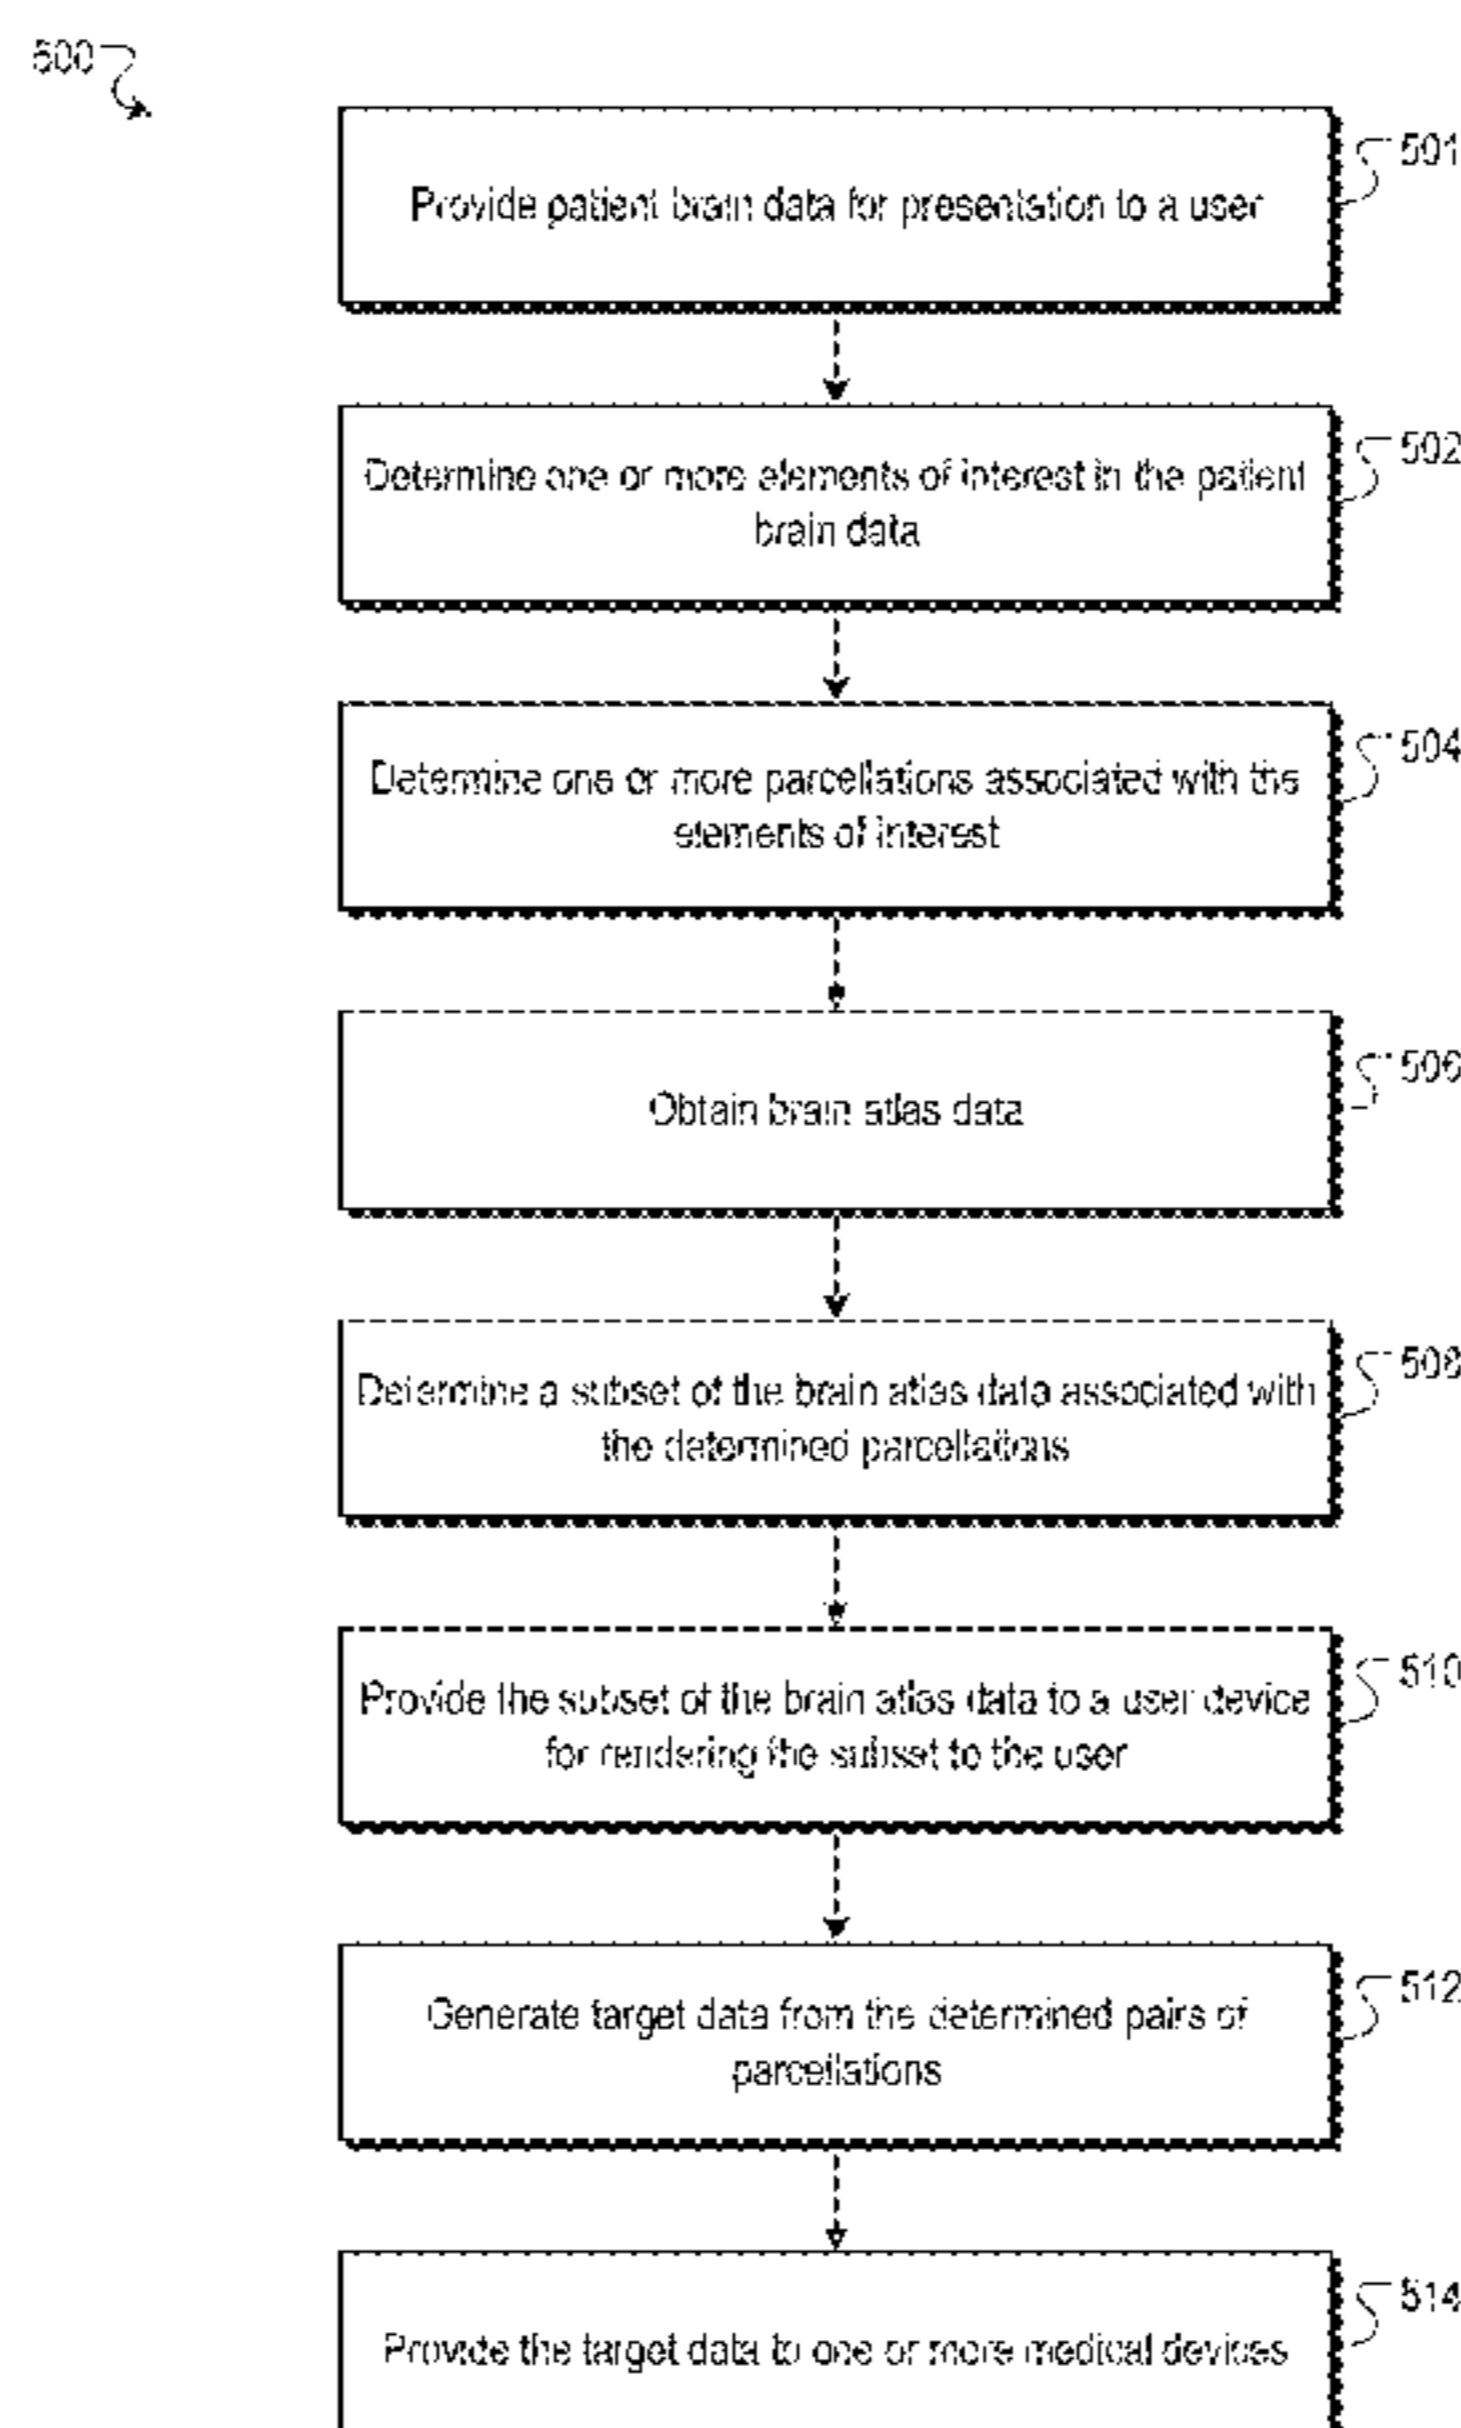 500
501
Provide patient brain data for presentation to a user
502
Determine one or more elements of interest in the patient
brain data
504
Determine one or more parcellations associated with the
elements of interest
506
Obtain brain atlas data
508
Determine a subset of the brain atlas data associated with
the determined parcellations
510
Provide the subset of the brain atlas data to a user device
for rendering the subset to the user
512
Generate target data from the determined pairs of
parcellations
514
Provide the target data to one or more medical devices